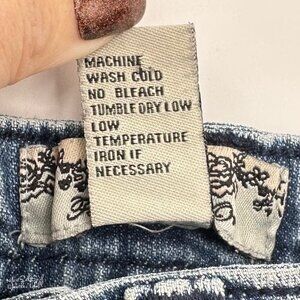 MACHINE
WASH COLD
NO BLEACH
TUMBLE DRY LOW
LOW
TEMPERATURE
IRON IF
NECESSARY